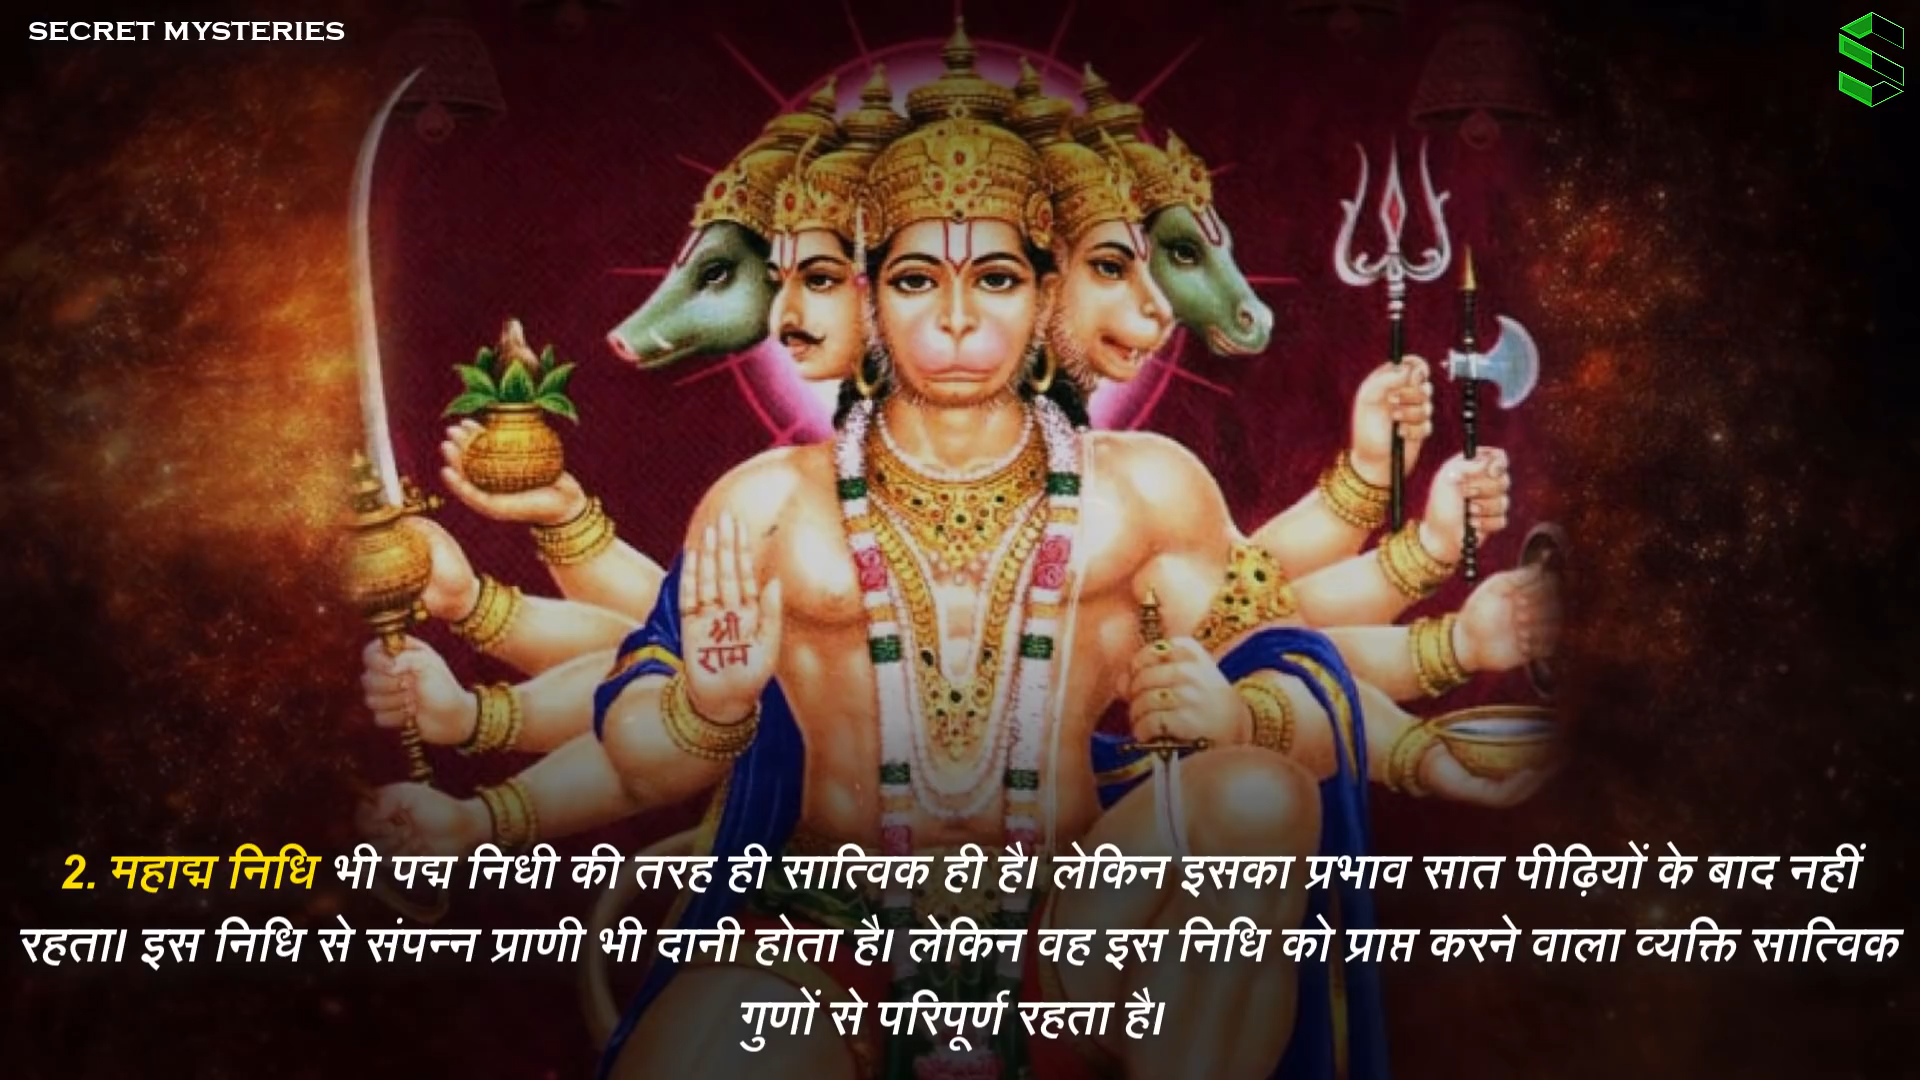 SECRET MYSTERIES
श्री
राम
2. महाद्म निधि भी पद्म निधी की तरह ही सात्विक ही है। लेकिन इसका प्रभाव सात पीढ़ियों के बाद नहीं
रहता। इस निधि से संपन्न प्राणी भी दानी होता है। लेकिन वह इस निधि को प्राप्त करने वाला व्यक्ति सात्विक
गुणों से परिपूर्ण रहता है।